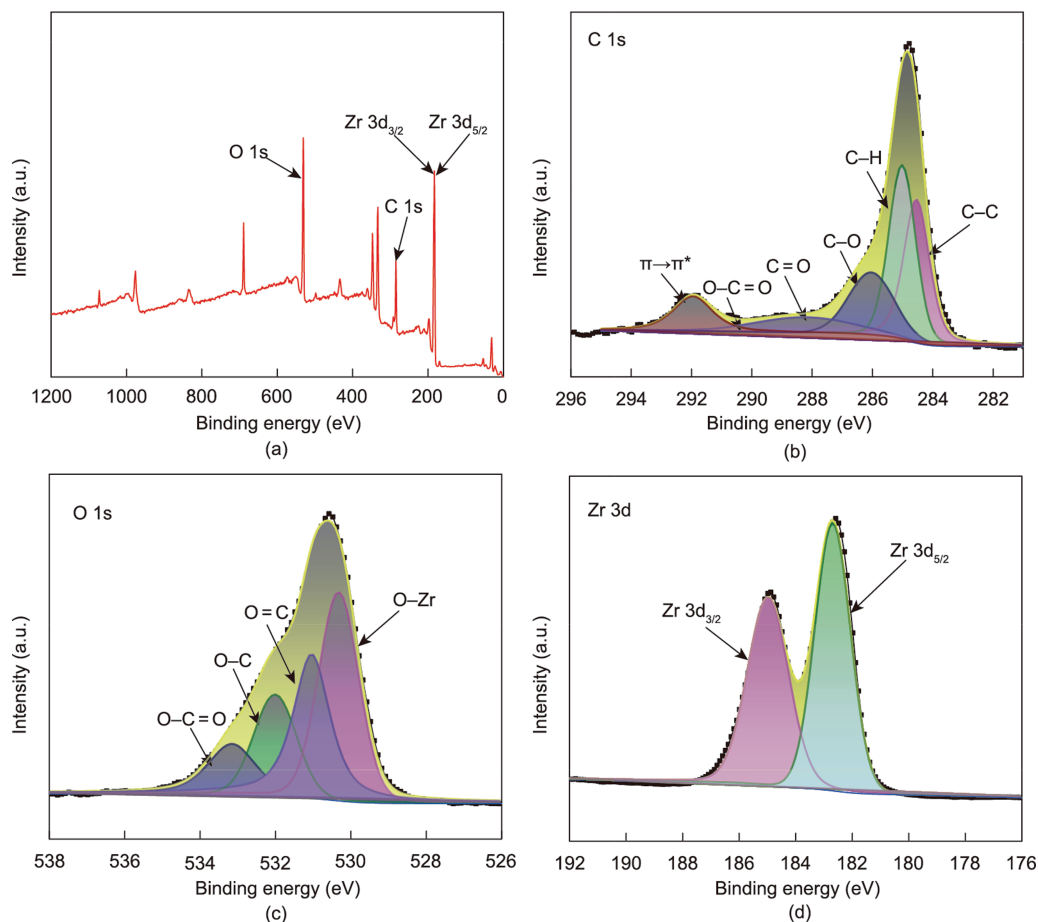 Intensity (a.u.)
O 1s
Zr 3d3/2
Zr 3d5/2
C 1s
1200 1000 800 600 400 200 0
Binding energy (eV)
(a)
C 1s
Intensity (a.u.)
C–H
C–C
C–O
C=O
π→π*
O–C=O
296 294 292 290 288 286 284 282
Binding energy (eV)
(b)
O 1s
Intensity (a.u.)
O–Zr
O=C
O–C
O–C=O
538 536 534 532 530 528 526
Binding energy (eV)
(c)
Zr 3d
Intensity (a.u.)
Zr 3d5/2
Zr 3d3/2
192 190 188 186 184 182 180 178 176
Binding energy (eV)
(d)